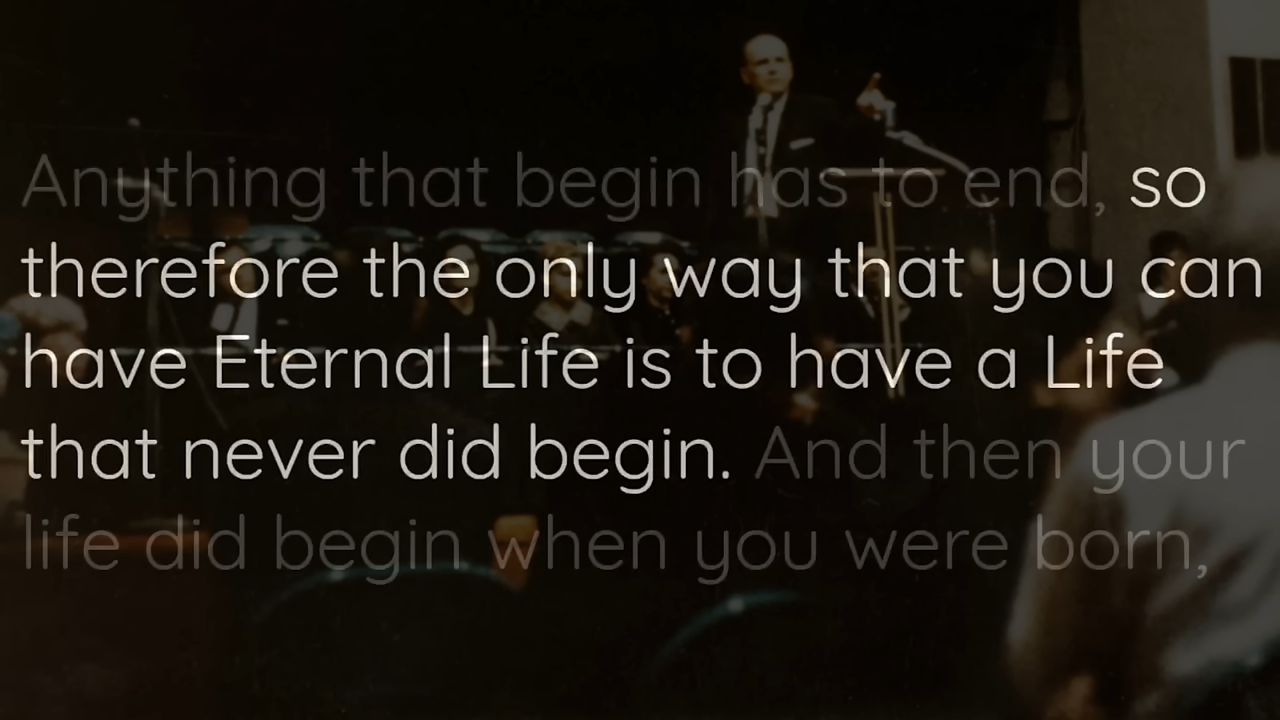 Anything that begin has to end, so
therefore the only way that you can
have Eternal Life is to have a Life
that never did begin. And then your
life did begin when you were born,